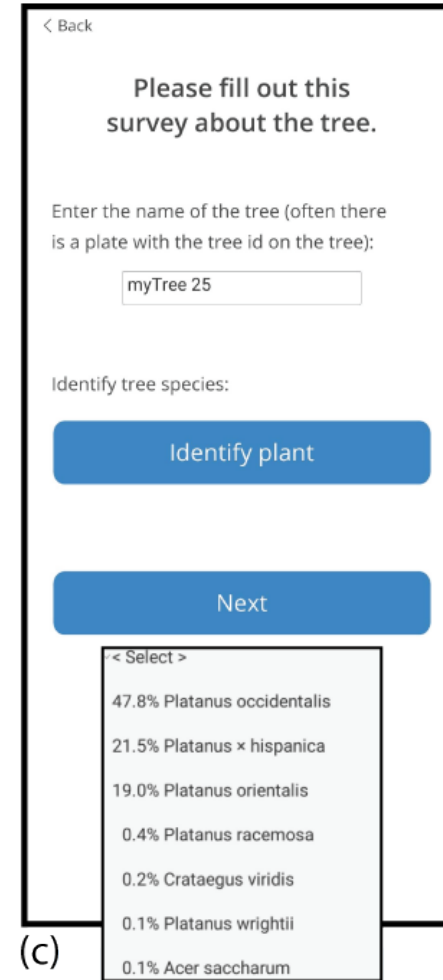 < Back
Please fill out this
survey about the tree.
Enter the name of the tree (often there
is a plate with the tree id on the tree):
myTree 25
Identify tree species:
Identify plant
Next
< Select >
47.8% Platanus occidentalis
21.5% Platanus × hispanica
19.0% Platanus orientalis
0.4% Platanus racemosa
0.2% Crataegus viridis
0.1% Platanus wrightii
0.1% Acer saccharum
(c)